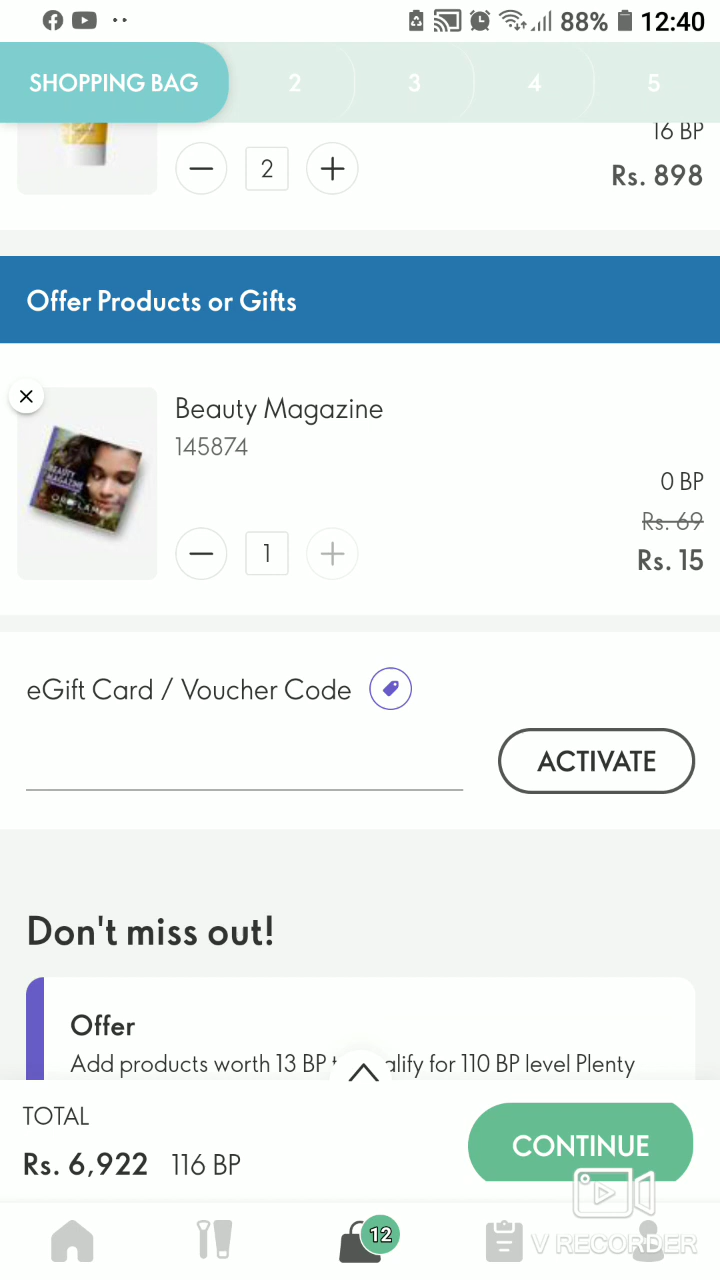 88% 12:40
SHOPPING BAG 2 3 4 5
16 BP
2
Rs. 898
Offer Products or Gifts
Beauty Magazine
145874
BEAUTY
MAGAZINE
ORIFLAME
0 BP
Rs. 69
1
Rs. 15
eGift Card / Voucher Code
ACTIVATE
Don't miss out!
Offer
Add products worth 13 BP t alify for 110 BP level Plenty
TOTAL
Rs. 6,922 116 BP
CONTINUE
12
V RECORDER